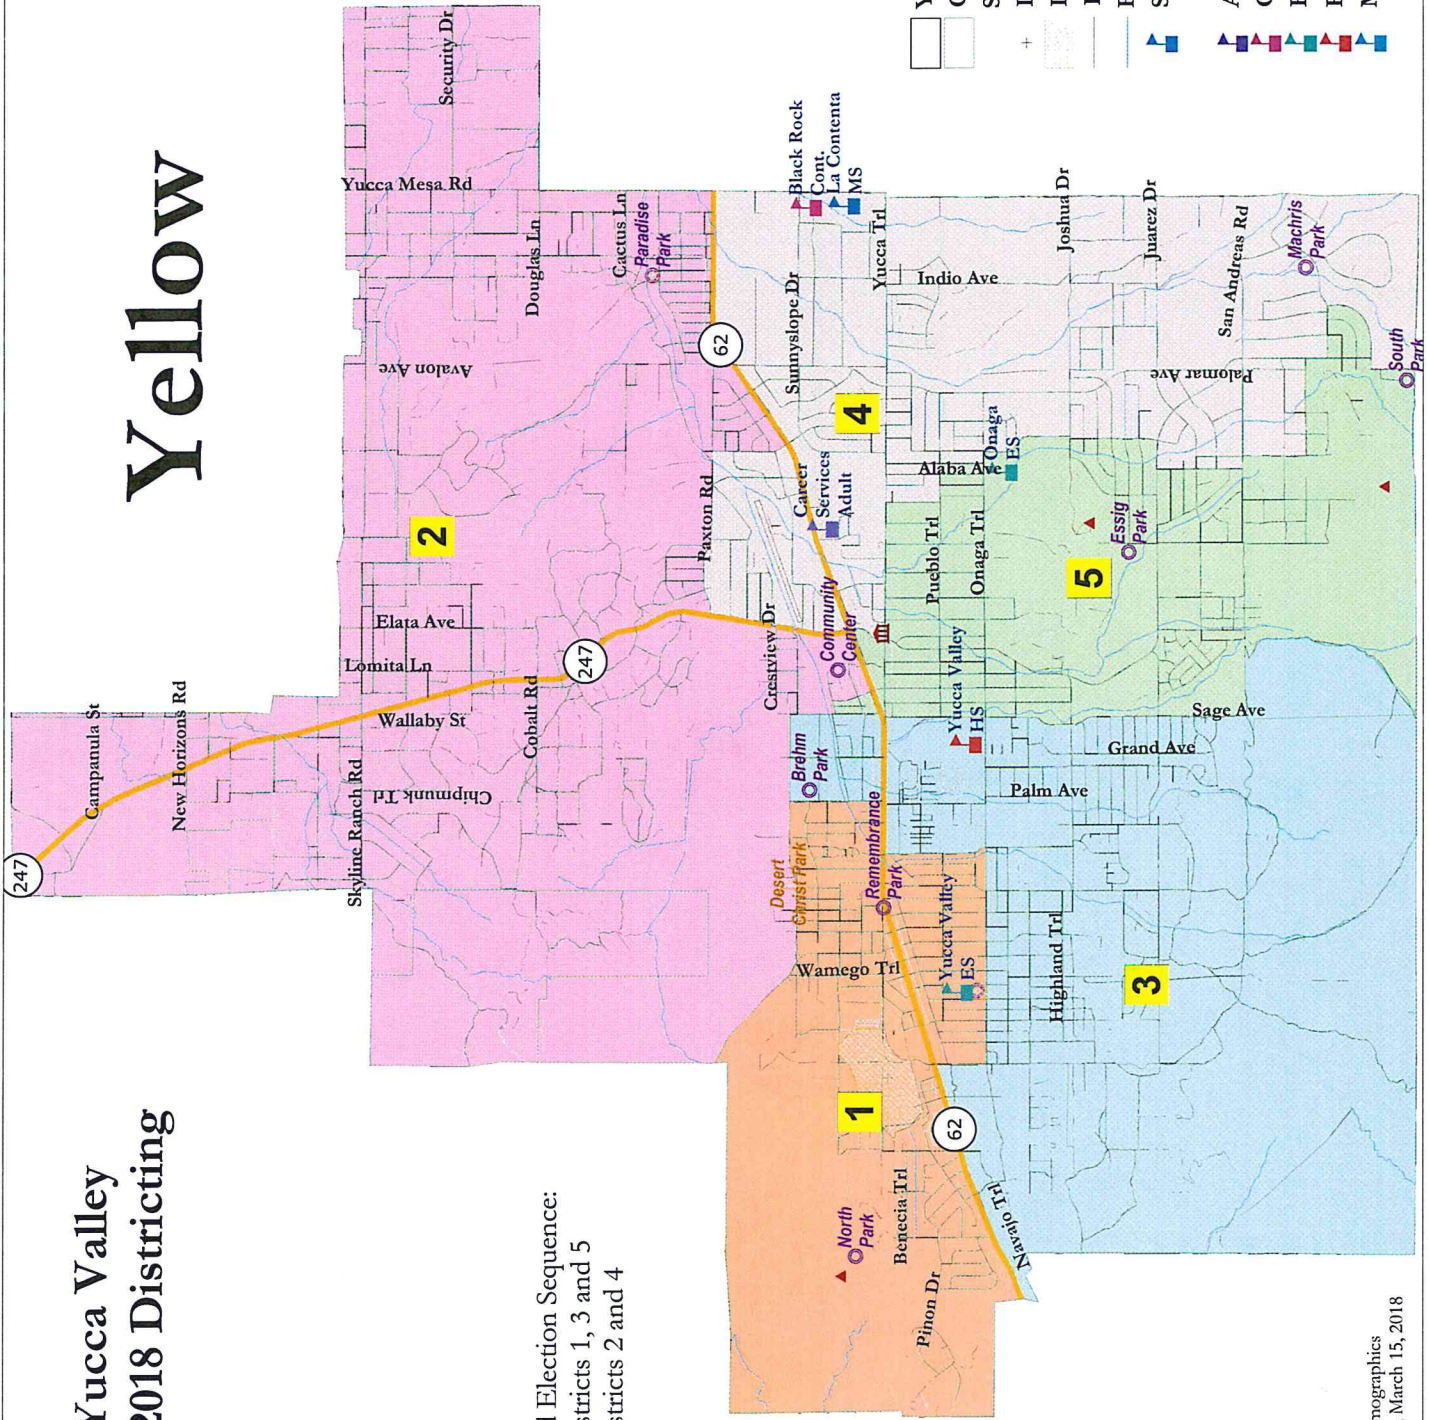 Yucca Valley
2018 Districting
Yellow
Election Sequence:
1, 3 and 5
2 and 4
March 15, 2018
247
Campanula St
New Horizons Rd
Skyline Ranch Rd
Chipmunk Trl
Wallaby St
Lomita Ln
Elata Ave
Cobalt Rd
247
2
Avalon Ave
Yucca Mesa Rd
Security Dr
Douglas Ln
Cactus Ln
Paradise
Park
Paxton Rd
62
Crestview Dr
Community
Center
Career
Services
Adult
4
Sunnyslope Dr
Black Rock
Cont.
La Contenta
MS
Yucca Trl
Indio Ave
Joshua Dr
Juarez Dr
San Andreas Rd
Palomar Ave
Machris
Park
South
Park
Alaba Ave
Onaga
ES
Pueblo Trl
Onaga Trl
Essig
Park
5
Brehm
Park
Yucca Valley
HS
Sage Ave
Grand Ave
Palm Ave
Desert
Christ Park
Remembrance
Park
Wamego Trl
Yucca Valley
ES
Highland Trl
3
1
62
North
Park
Benecia Trl
Pinon Dr
Navajo Trl